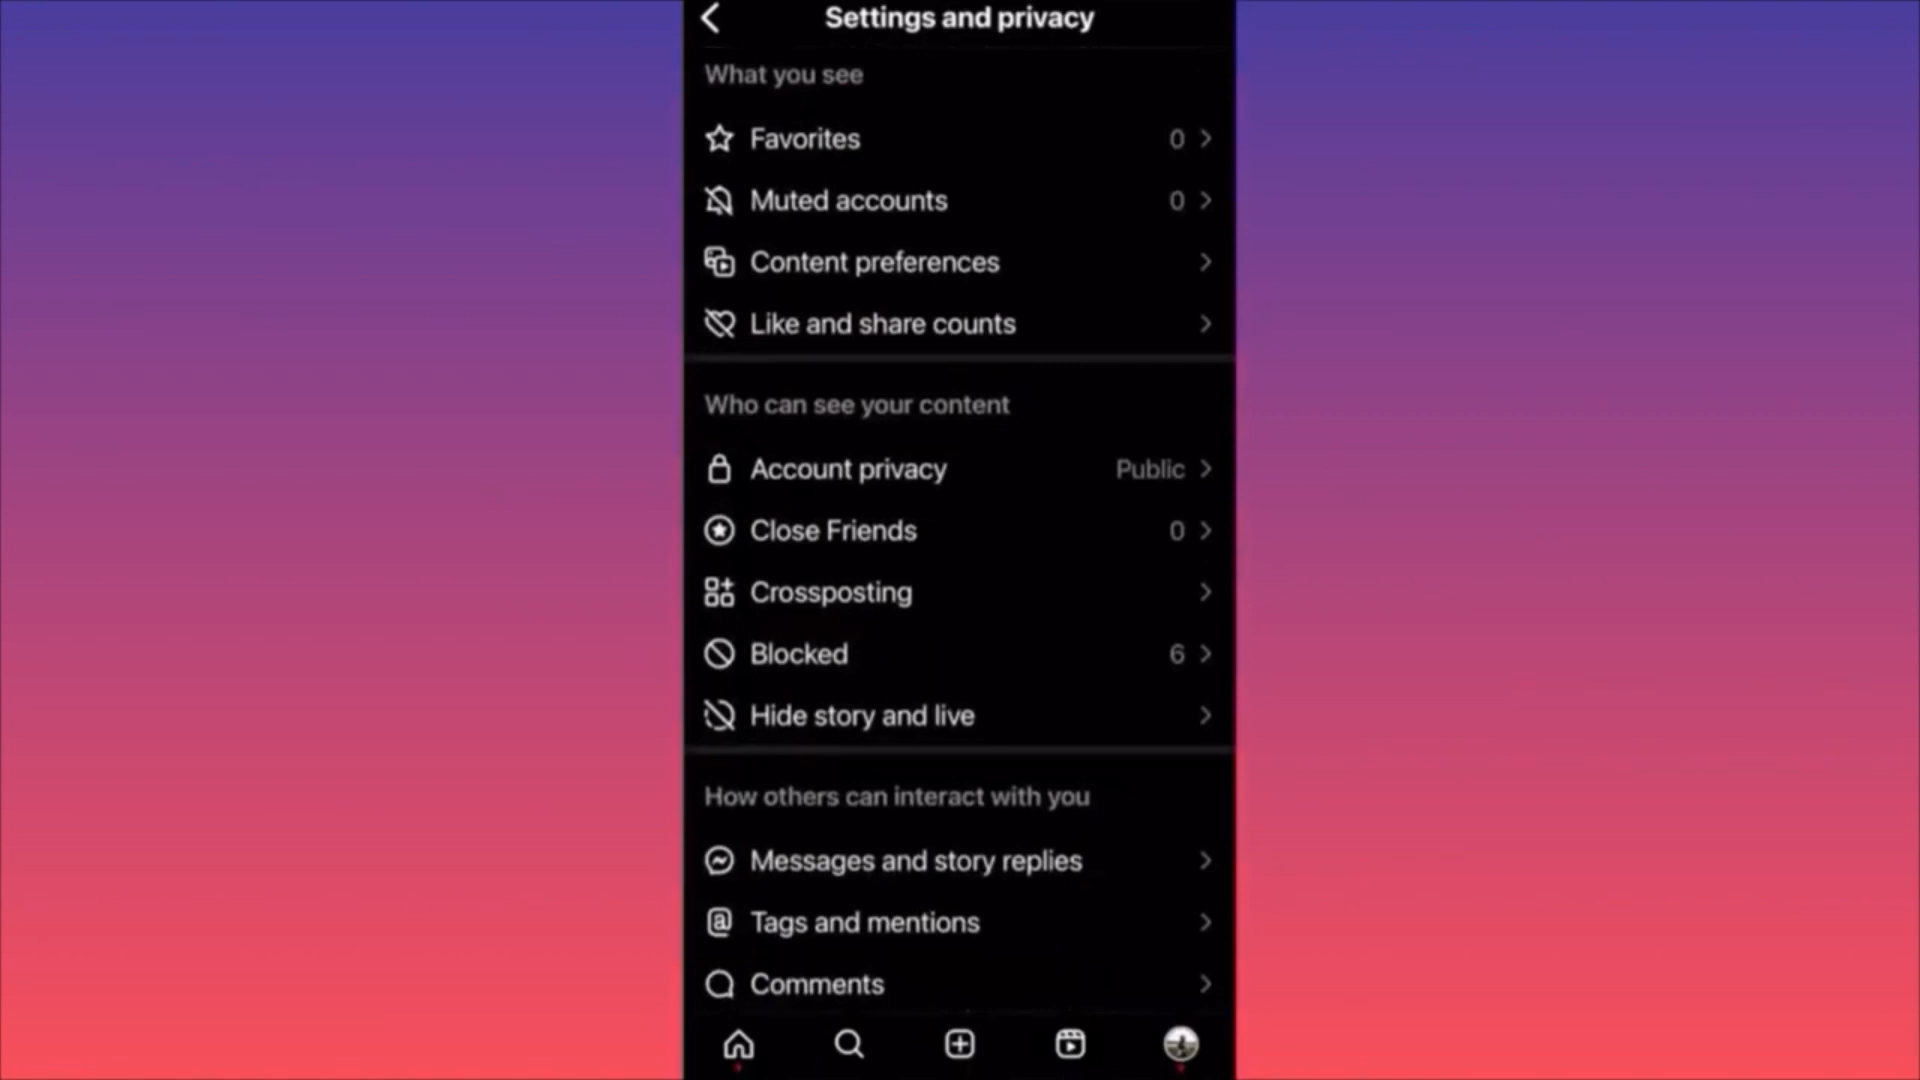 Settings and privacy
What you see
Favorites 0
Muted accounts 0
Content preferences
Like and share counts
Who can see your content
Account privacy Public
Close Friends 0
Crossposting
Blocked 6
Hide story and live
How others can interact with you
Messages and story replies
Tags and mentions
Comments